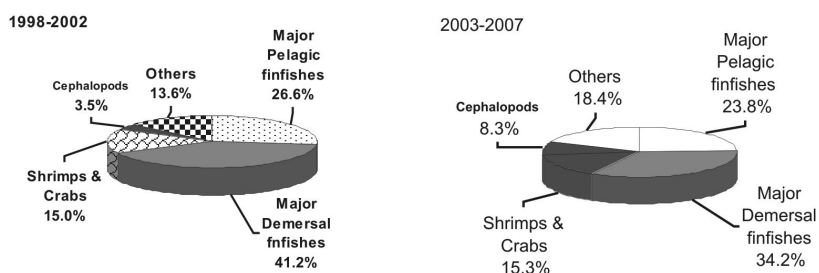 1998-2002
Major
Pelagic
finfishes
26.6%
Others
13.6%
Cephalopods
3.5%
Shrimps &
Crabs
15.0%
Major
Demersal
fnfishes
41.2%
2003-2007
Major
Pelagic
finfishes
23.8%
Others
18.4%
Cephalopods
8.3%
Shrimps &
Crabs
15.3%
Major
Demersal
finfishes
34.2%